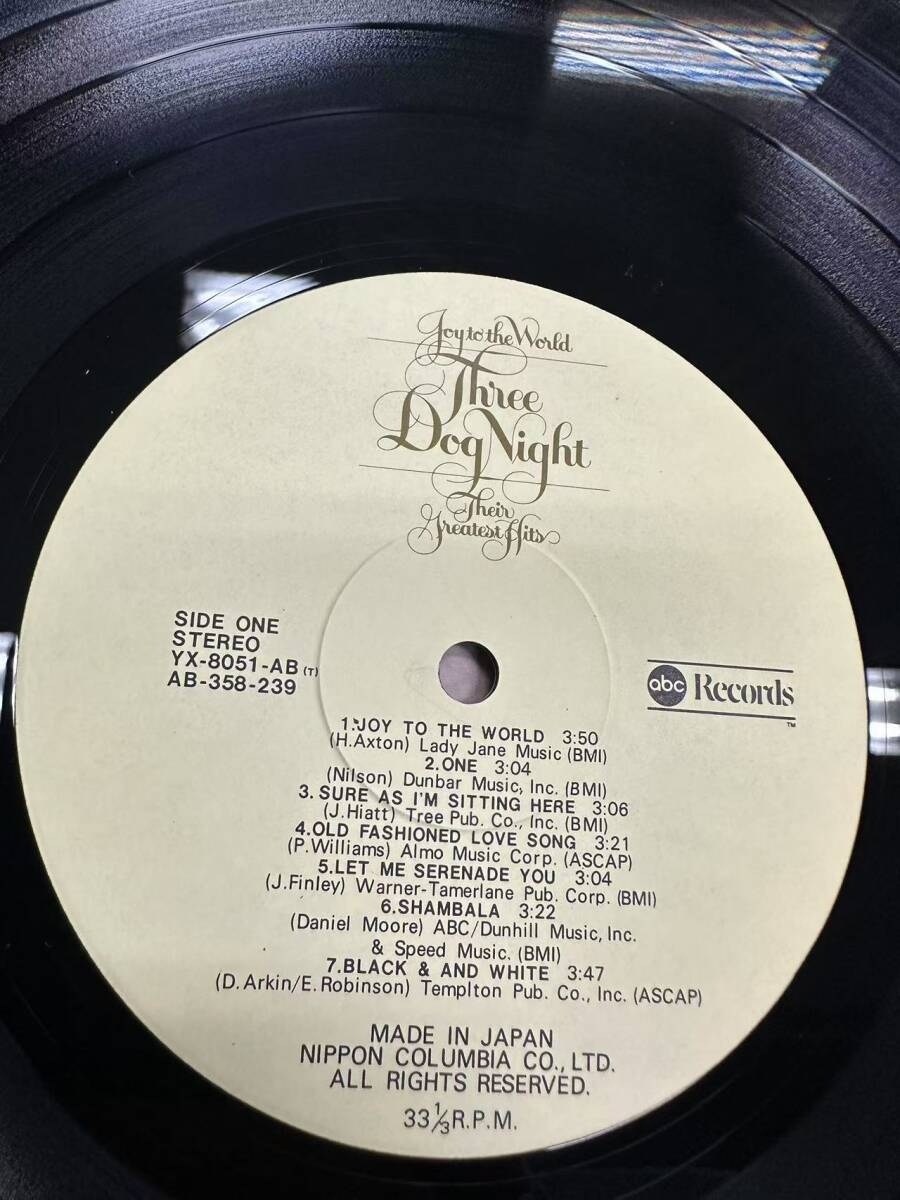 Joy to the World
Three
Dog Night
Their
Greatest Hits
SIDE ONE
STEREO
YX-8051-AB (T)
AB-358-239
abc Records
TM
1. JOY TO THE WORLD 3:50
(H.Axton) Lady Jane Music (BMI)
2. ONE 3:04
(Nilson) Dunbar Music, Inc. (BMI)
3. SURE AS I'M SITTING HERE 3:06
(J.Hiatt) Tree Pub. Co., Inc. (BMI)
4.OLD FASHIONED LOVE SONG 3:21
(P.Williams) Almo Music Corp. (ASCAP)
5.LET ME SERENADE YOU 3:04
(J.Finley) Warner-Tamerlane Pub. Corp. (BMI)
6.SHAMBALA 3:22
(Daniel Moore) ABC/Dunhill Music, Inc.
& Speed Music. (BMI)
7.BLACK & AND WHITE 3:47
(D. Arkin/E. Robinson) Templton Pub. Co., Inc. (ASCAP)
MADE IN JAPAN
NIPPON COLUMBIA CO., LTD.
ALL RIGHTS RESERVED.
33 1/3 R.P.M.